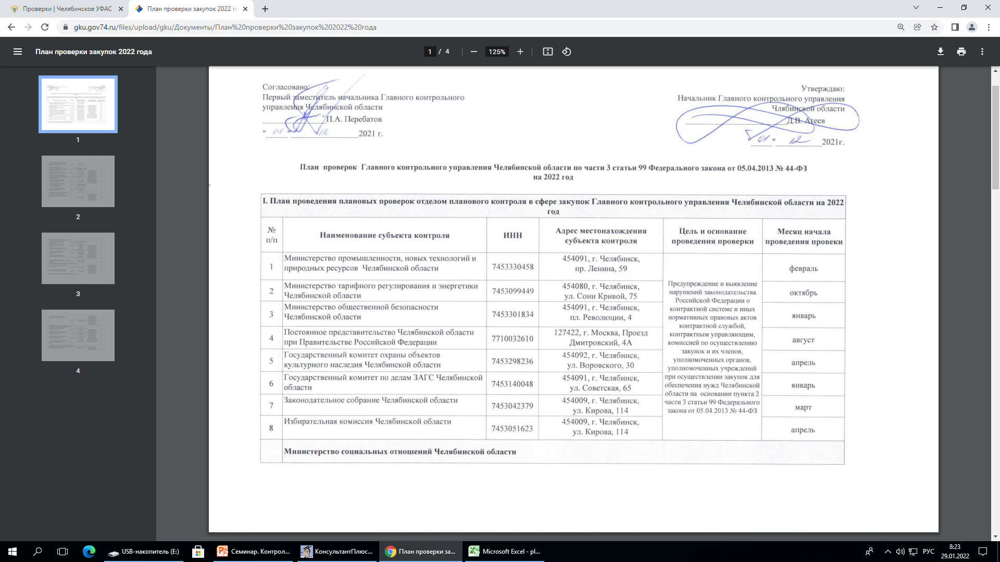 Проверки | Челябинское УФАС
План проверки закупок 2022 го
gku.gov74.ru/files/upload/gku/Документы/План%20проверки%20закупок%202022%20года
План проверки закупок 2022 года
1 / 4
125%
1
2
3
4
Согласовано:
Первый заместитель начальника Главного контрольного
управления Челябинской области
П.А. Перебатов
"01" 12 2021 г.
Утверждаю:
Начальник Главного контрольного управления
Члябинской области
Д.В. Агеев
"01" 12 2021г.
План проверок Главного контрольного управления Челябинской области по части 3 статьи 99 Федерального закона от 05.04.2013 № 44-ФЗ
на 2022 год
I. План проведения плановых проверок отделом планового контроля в сфере закупок Главного контрольного управления Челябинской области на 2022
год
№
п/п
Наименование субъекта контроля
ИНН
Адрес местонахождения
субъекта контроля
Цель и основание
проведения проверки
Месяц начала
проведения провеки
1
Министерство промышленности, новых технологий и
природных ресурсов Челябинской области
7453330458
454091, г. Челябинск,
пр. Ленина, 59
февраль
2
Министерство тарифного регулирования и энергетики
Челябинской области
7453099449
454080, г. Челябинск,
ул. Сони Кривой, 75
октябрь
3
Министерство общественной безопасности
Челябинской области
7453301834
454091, г. Челябинск,
пл. Революции, 4
январь
4
Постоянное представительство Челябинской области
при Правительстве Российской Федерации
7710032610
127422, г. Москва, Проезд
Дмитровский, 4А
август
5
Государственный комитет охраны объектов
культурного наследия Челябинской области
7453298236
454092, г. Челябинск,
ул. Воровского, 30
апрель
6
Государственный комитет по делам ЗАГС Челябинской
области
7453140048
454091, г. Челябинск,
ул. Советская, 65
январь
7
Законодательное собрание Челябинской области
7453042379
454009, г. Челябинск,
ул. Кирова, 114
март
8
Избирательная комиссия Челябинской области
7453051623
454009, г. Челябинск,
ул. Кирова, 114
апрель
Предупреждение и выявление
нарушений законодательства
Российской Федерации о
контрактной системе и иных
нормативных правовых актов
контрактной службой,
контрактным управляющим,
комиссией по осуществлению
закупок и их членов,
уполномоченных органов,
уполномоченных учреждений
при осуществлении закупок для
обеспечения нужд Челябинской
области на основании пункта 2
части 3 статьи 99 Федерального
закона от 05.04.2013 № 44-ФЗ
Министерство социальных отношений Челябинской области
USB-накопитель (E:)
Семинар. Контрол...
КонсультантПлюс...
План проверки за...
Microsoft Excel - pl...
РУС
8:23
29.01.2022